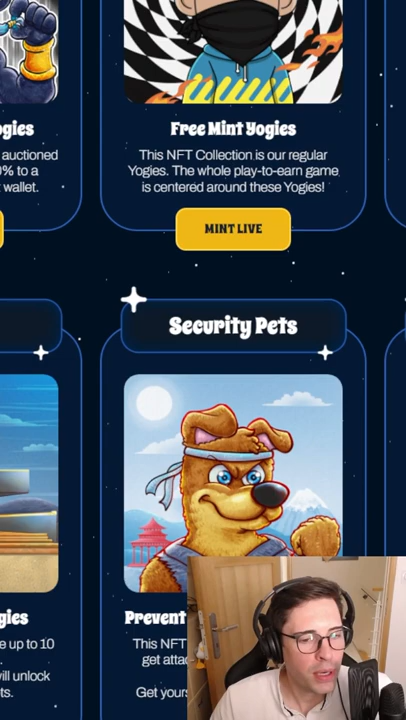 ogies
auctioned
% to a
wallet.
Free Mint Yogies
This NFT Collection is our regular
Yogies. The whole play-to-earn game
is centered around these Yogies!
MINT LIVE
Security Pets
gies
e up to 10
will unlock
ts.
Prevent
This NFT
get attac
Get yours